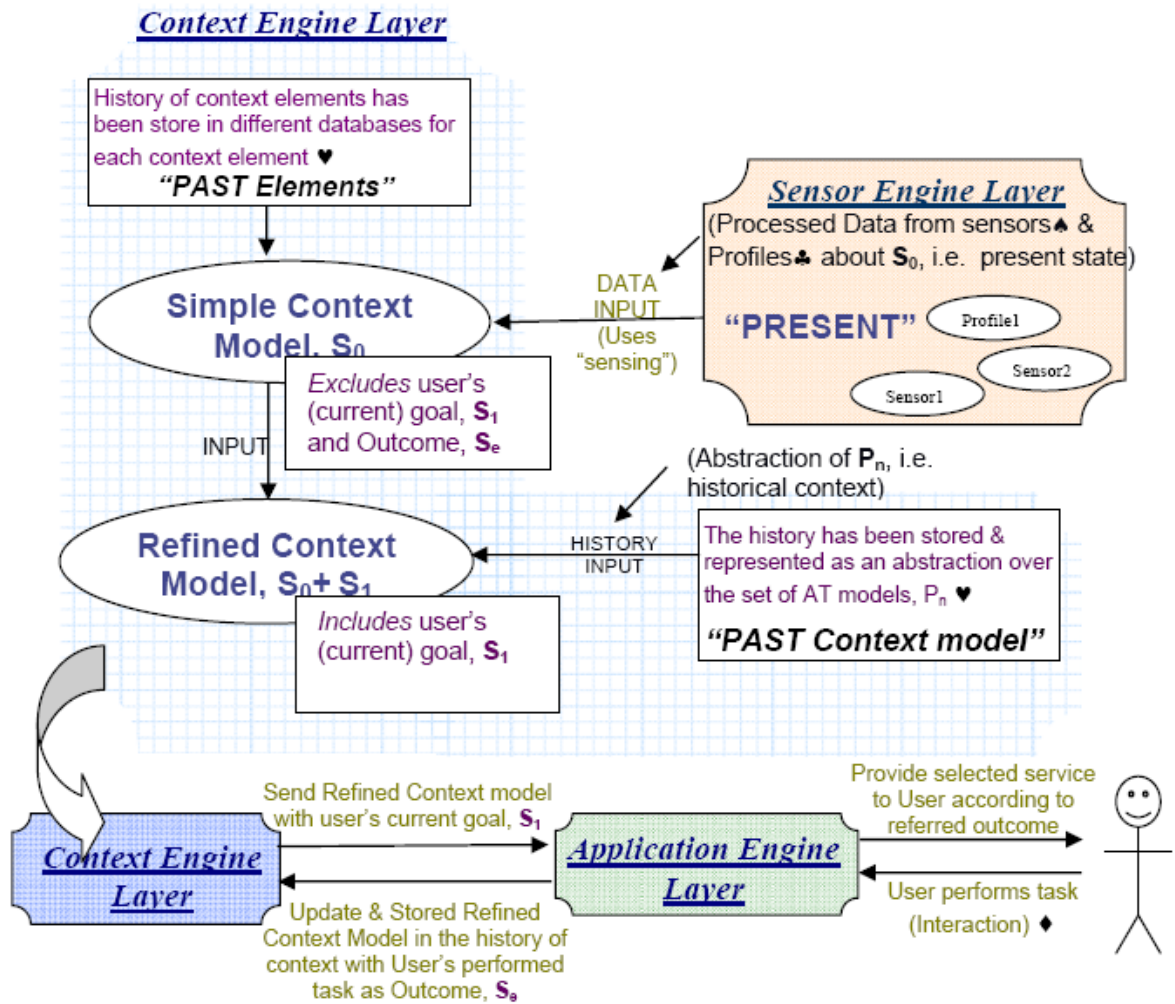 Context Engine Layer
History of context elements has
been store in different databases for
each context element ♥
“PAST Elements”
Sensor Engine Layer
(Processed Data from sensors♠ &
Profiles♣ about S₀, i.e. present state)
“PRESENT”
Profile1
Sensor2
Sensor1
DATA
INPUT
(Uses
“sensing”)
Simple Context
Model, S₀
Excludes user’s
(current) goal, S₁
and Outcome, Sₑ
INPUT
(Abstraction of Pₙ, i.e.
historical context)
HISTORY
INPUT
The history has been stored &
represented as an abstraction over
the set of AT models, Pₙ ♥
“PAST Context model”
Refined Context
Model, S₀+ S₁
Includes user’s
(current) goal, S₁
Send Refined Context model
with user’s current goal, S₁
Provide selected service
to User according to
referred outcome
Context Engine
Layer
Application Engine
Layer
Update & Stored Refined
Context Model in the history of
context with User’s performed
task as Outcome, Sₑ
User performs task
(Interaction) ♦